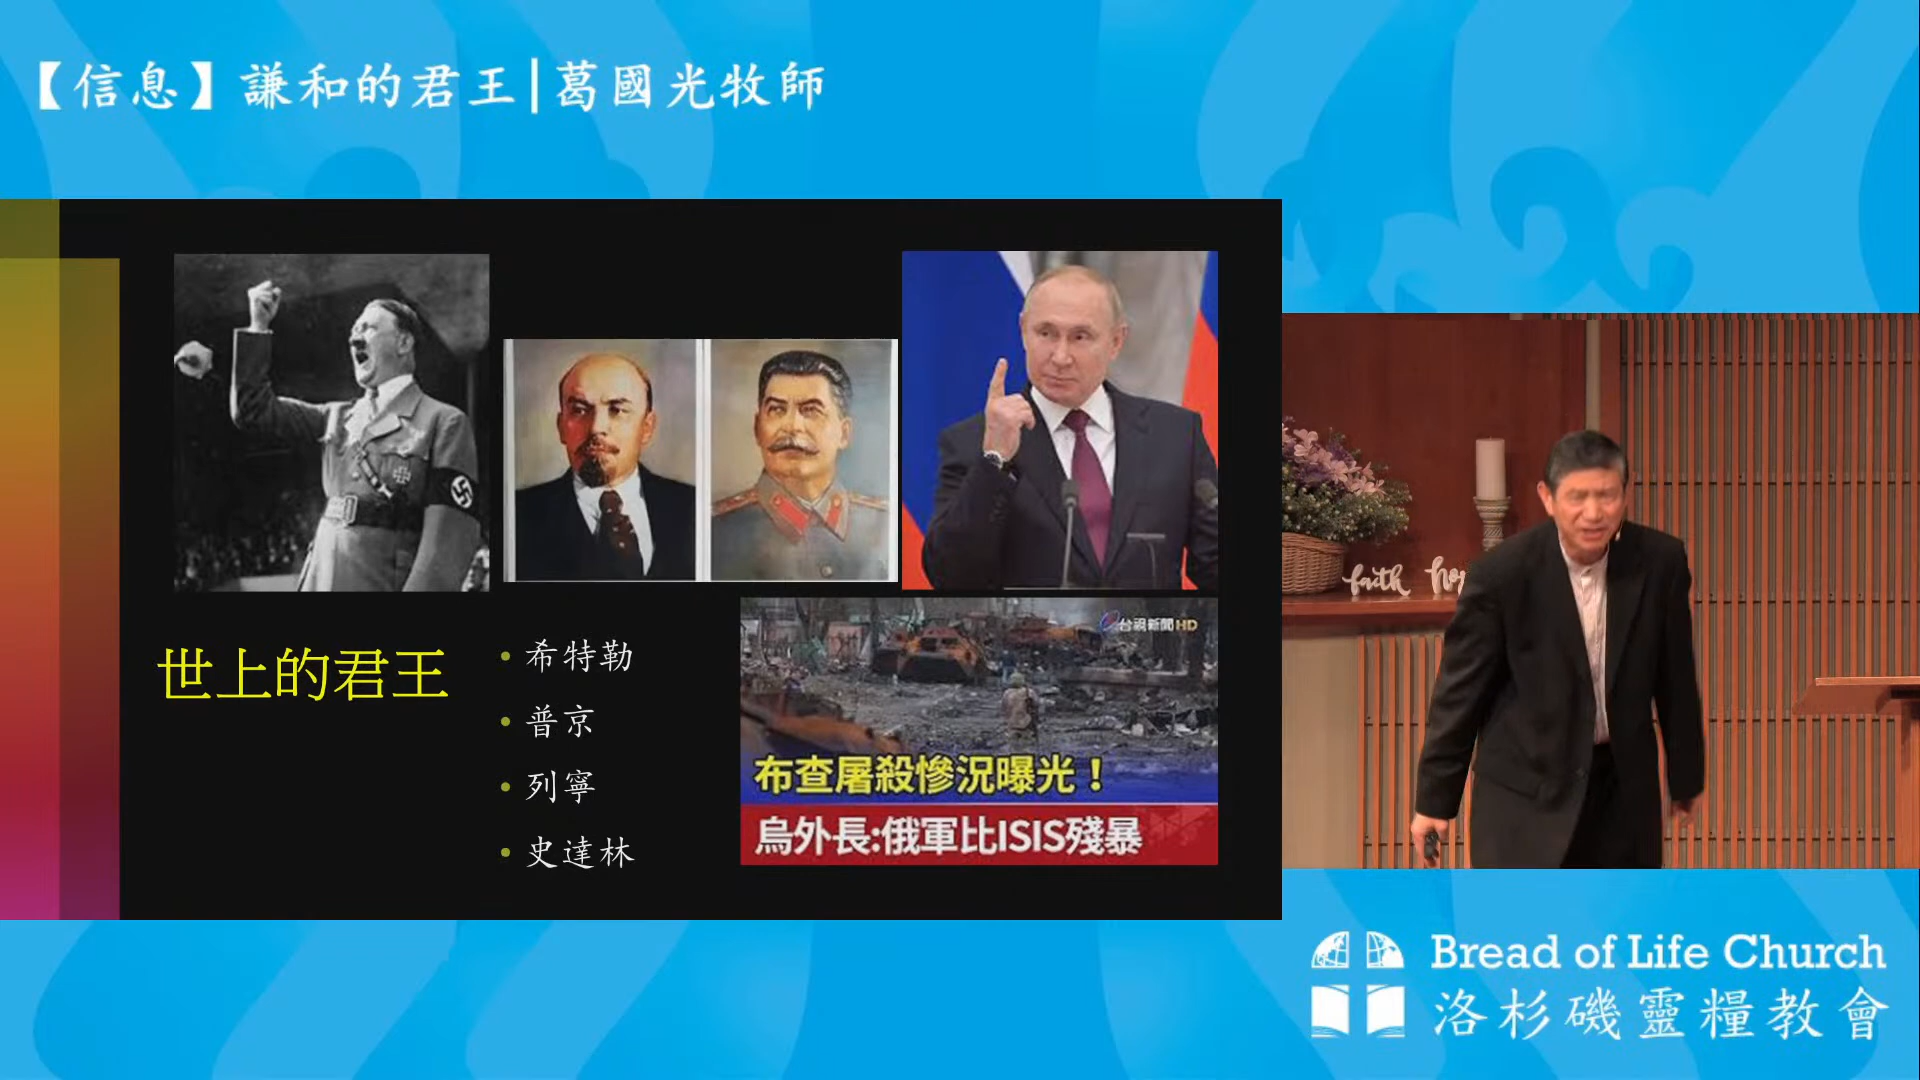 【信息】謙和的君王|葛國光牧師
世上的君王
• 希特勒
• 普京
• 列寧
• 史達林
台視新聞HD
布查屠殺慘況曝光！
烏外長:俄軍比ISIS殘暴
faith ho
Bread of Life Church
洛杉磯靈糧教會